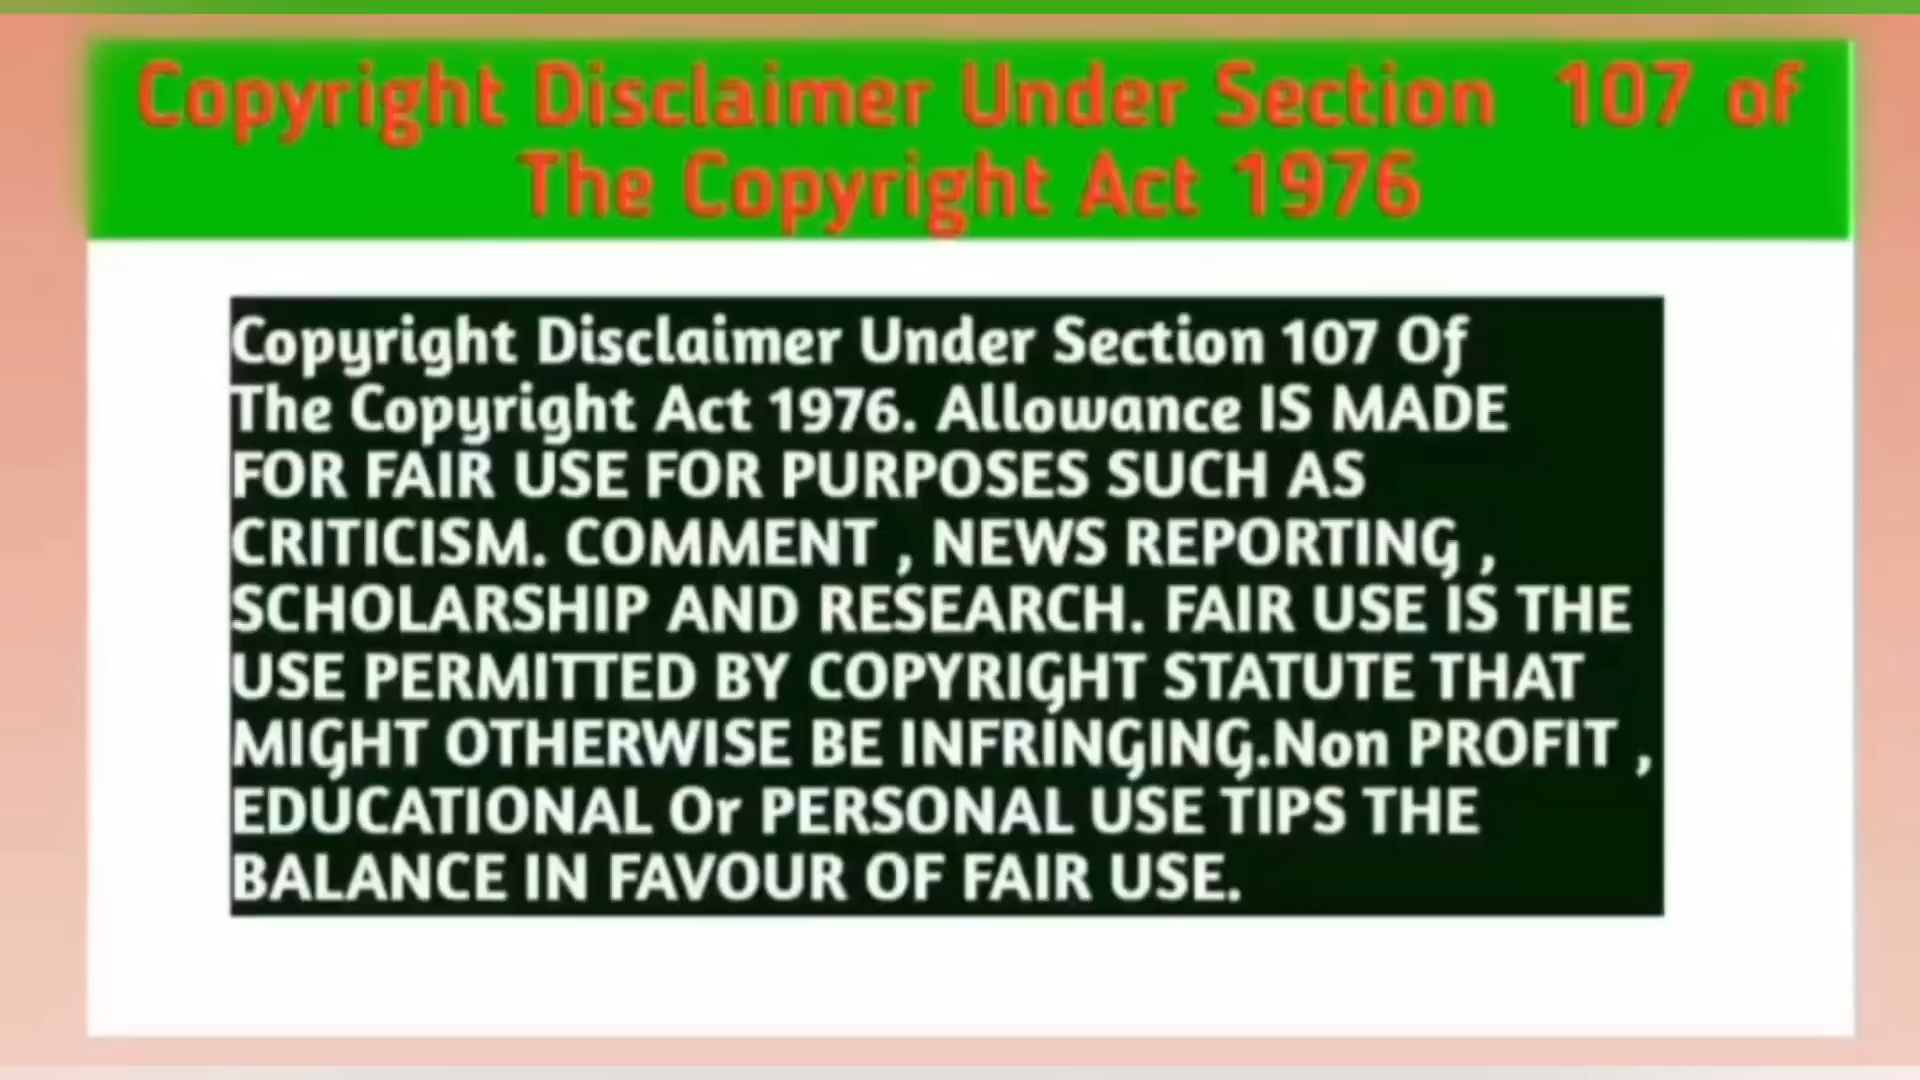 Copyright Disclaimer Under Section 107 of
The Copyright Act 1976
Copyright Disclaimer Under Section 107 Of
The Copyright Act 1976. Allowance IS MADE
FOR FAIR USE FOR PURPOSES SUCH AS
CRITICISM. COMMENT , NEWS REPORTING ,
SCHOLARSHIP AND RESEARCH. FAIR USE IS THE
USE PERMITTED BY COPYRIGHT STATUTE THAT
MIGHT OTHERWISE BE INFRINGING.Non PROFIT ,
EDUCATIONAL Or PERSONAL USE TIPS THE
BALANCE IN FAVOUR OF FAIR USE.